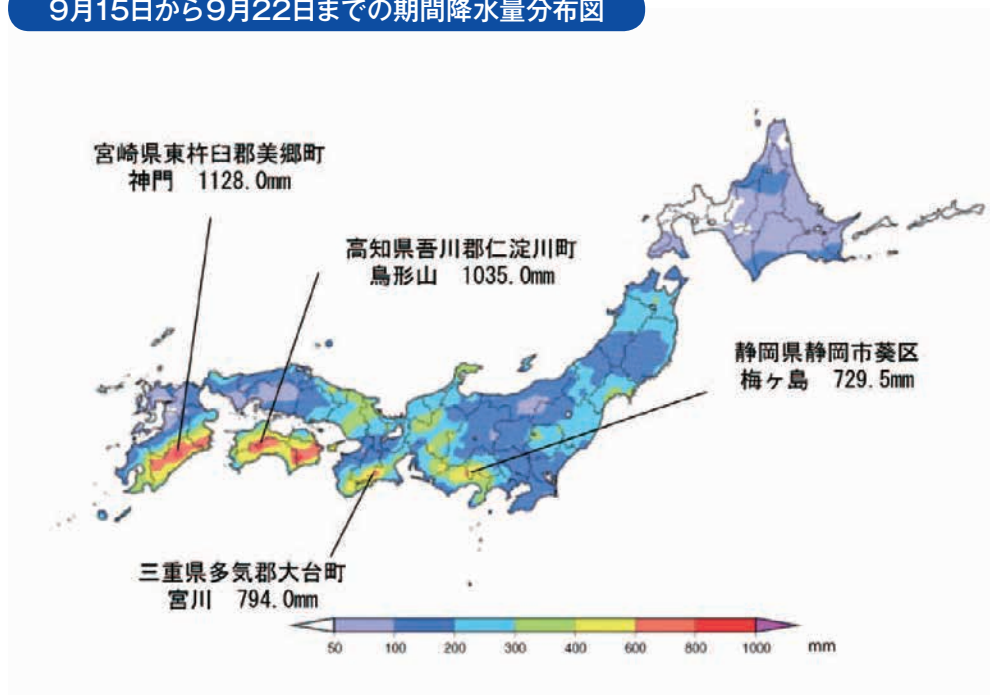 9月15日から9月22日までの期間降水量分布図
宮崎県東杵臼郡美郷町
神門 1128.0mm
高知県吾川郡仁淀川町
鳥形山 1035.0mm
静岡県静岡市葵区
梅ヶ島 729.5mm
三重県多気郡大台町
宮川 794.0mm
50 100 200 300 400 600 800 1000 mm